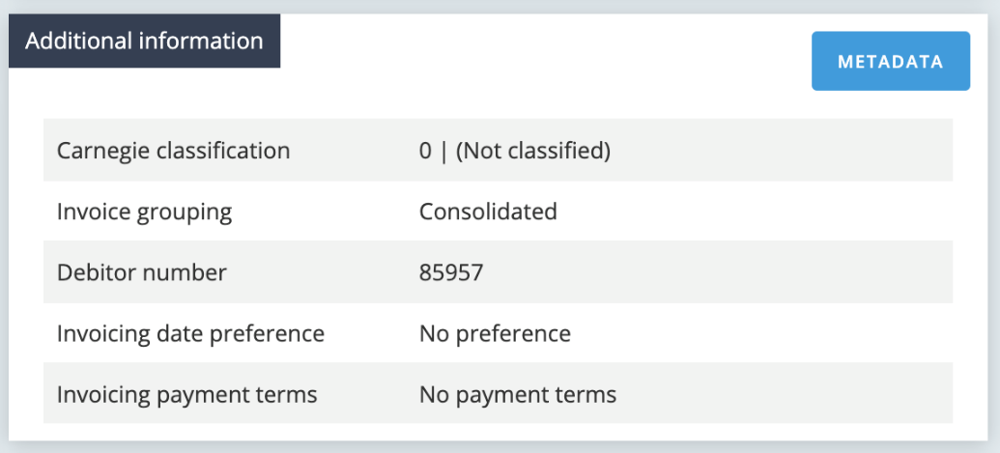 Additional information
METADATA
Carnegie classification 0 | (Not classified)
Invoice grouping Consolidated
Debitor number 85957
Invoicing date preference No preference
Invoicing payment terms No payment terms